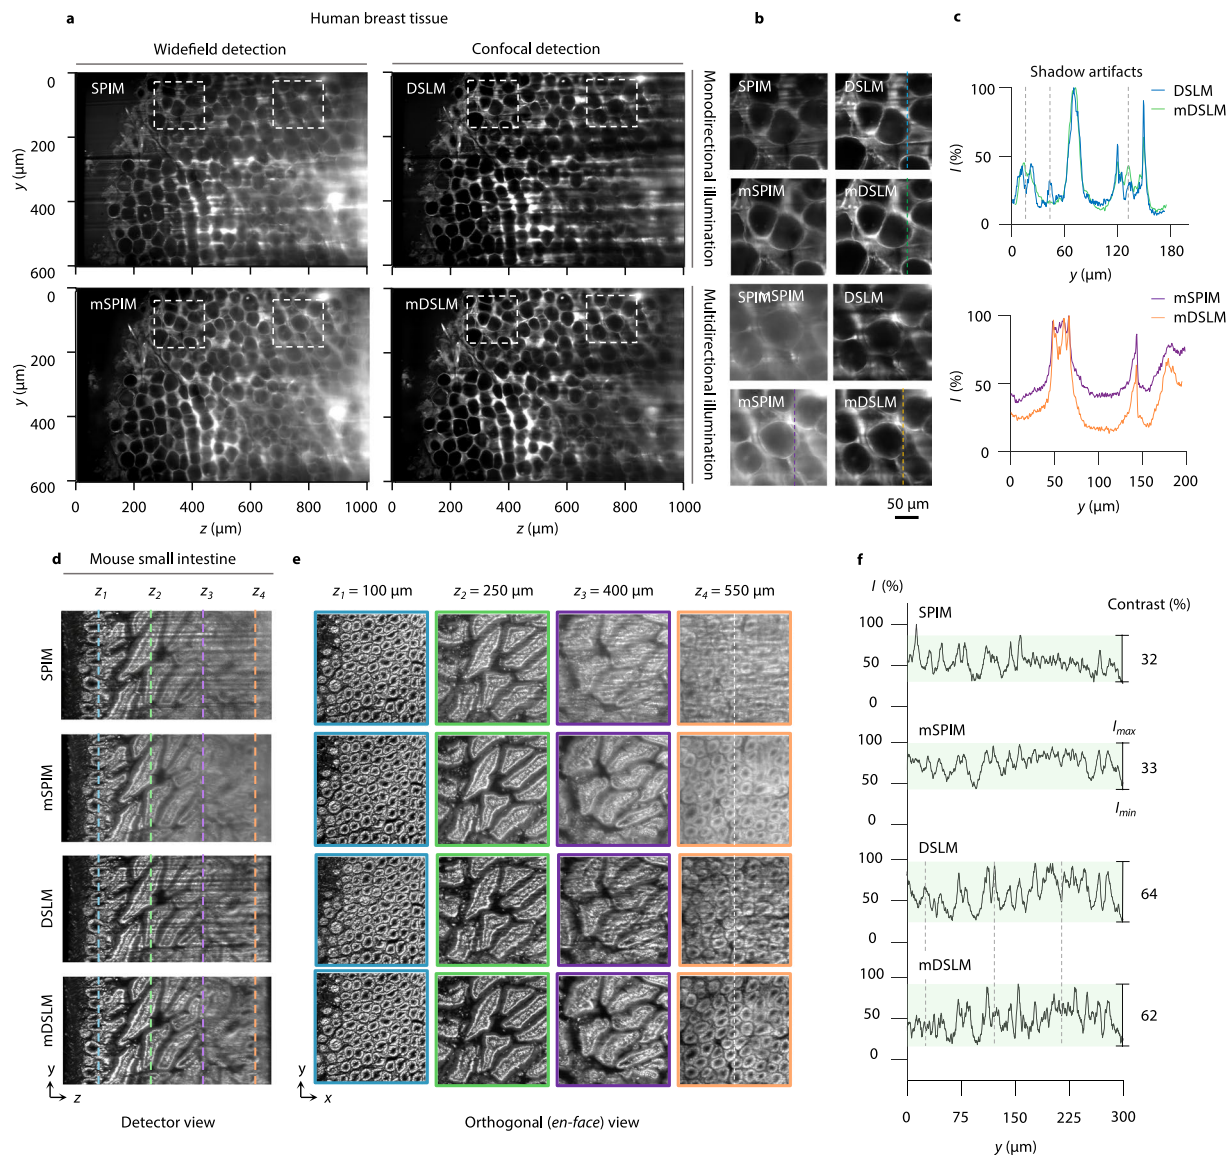 a
Human breast tissue
Widefield detection
Confocal detection
SPIM
DSLM
mSPIM
mDSLM
0
200
400
600
y (µm)
0
200
400
600
y (µm)
0 200 400 600 800 1000
z (µm)
0 200 400 600 800 1000
z (µm)
Monodirectional illumination
Multidirectional illumination
b
SPIM
DSLM
mSPIM
mDSLM
SPIM
mSPIM
DSLM
mSPIM
mDSLM
50 µm
c
Shadow artifacts
DSLM
mDSLM
100
50
0
I (%)
0 60 120 180
y (µm)
mSPIM
mDSLM
100
50
0
I (%)
0 50 100 150 200
y (µm)
d
Mouse small intestine
z1 z2 z3 z4
SPIM
mSPIM
DSLM
mDSLM
y
z
Detector view
e
z1 = 100 µm
z2 = 250 µm
z3 = 400 µm
z4 = 550 µm
y
x
Orthogonal (en-face) view
f
I (%)
Contrast (%)
SPIM
100
50
0
32
mSPIM
Imax
100
50
0
33
Imin
DSLM
100
50
0
64
mDSLM
100
50
0
62
0 75 150 225 300
y (µm)